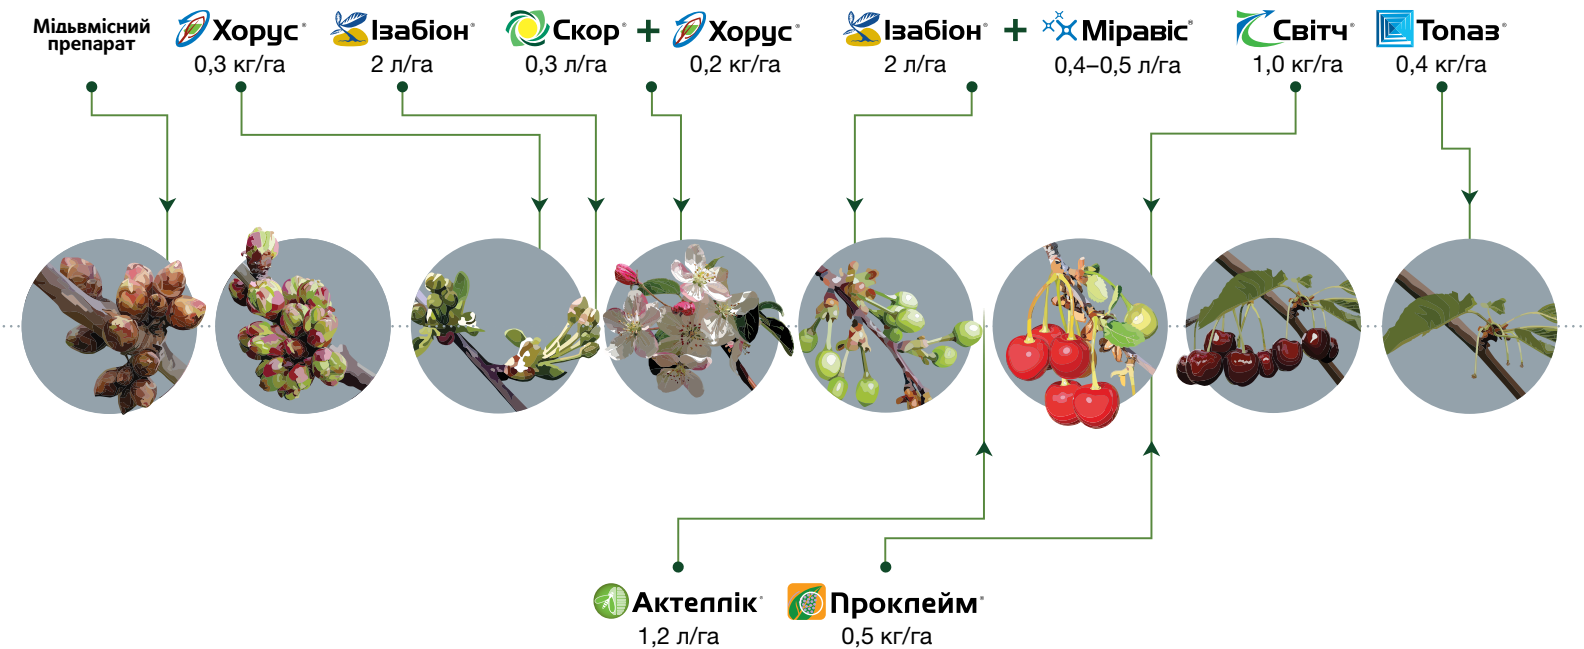 Мідьвмісний
препарат
Хорус®
0,3 кг/га
Ізабіон®
2 л/га
Скор® + Хорус®
0,3 л/га 0,2 кг/га
Ізабіон® + Міравіс®
2 л/га 0,4–0,5 л/га
Світч®
1,0 кг/га
Топаз®
0,4 кг/га
Актеллік®
1,2 л/га
Проклейм®
0,5 кг/га